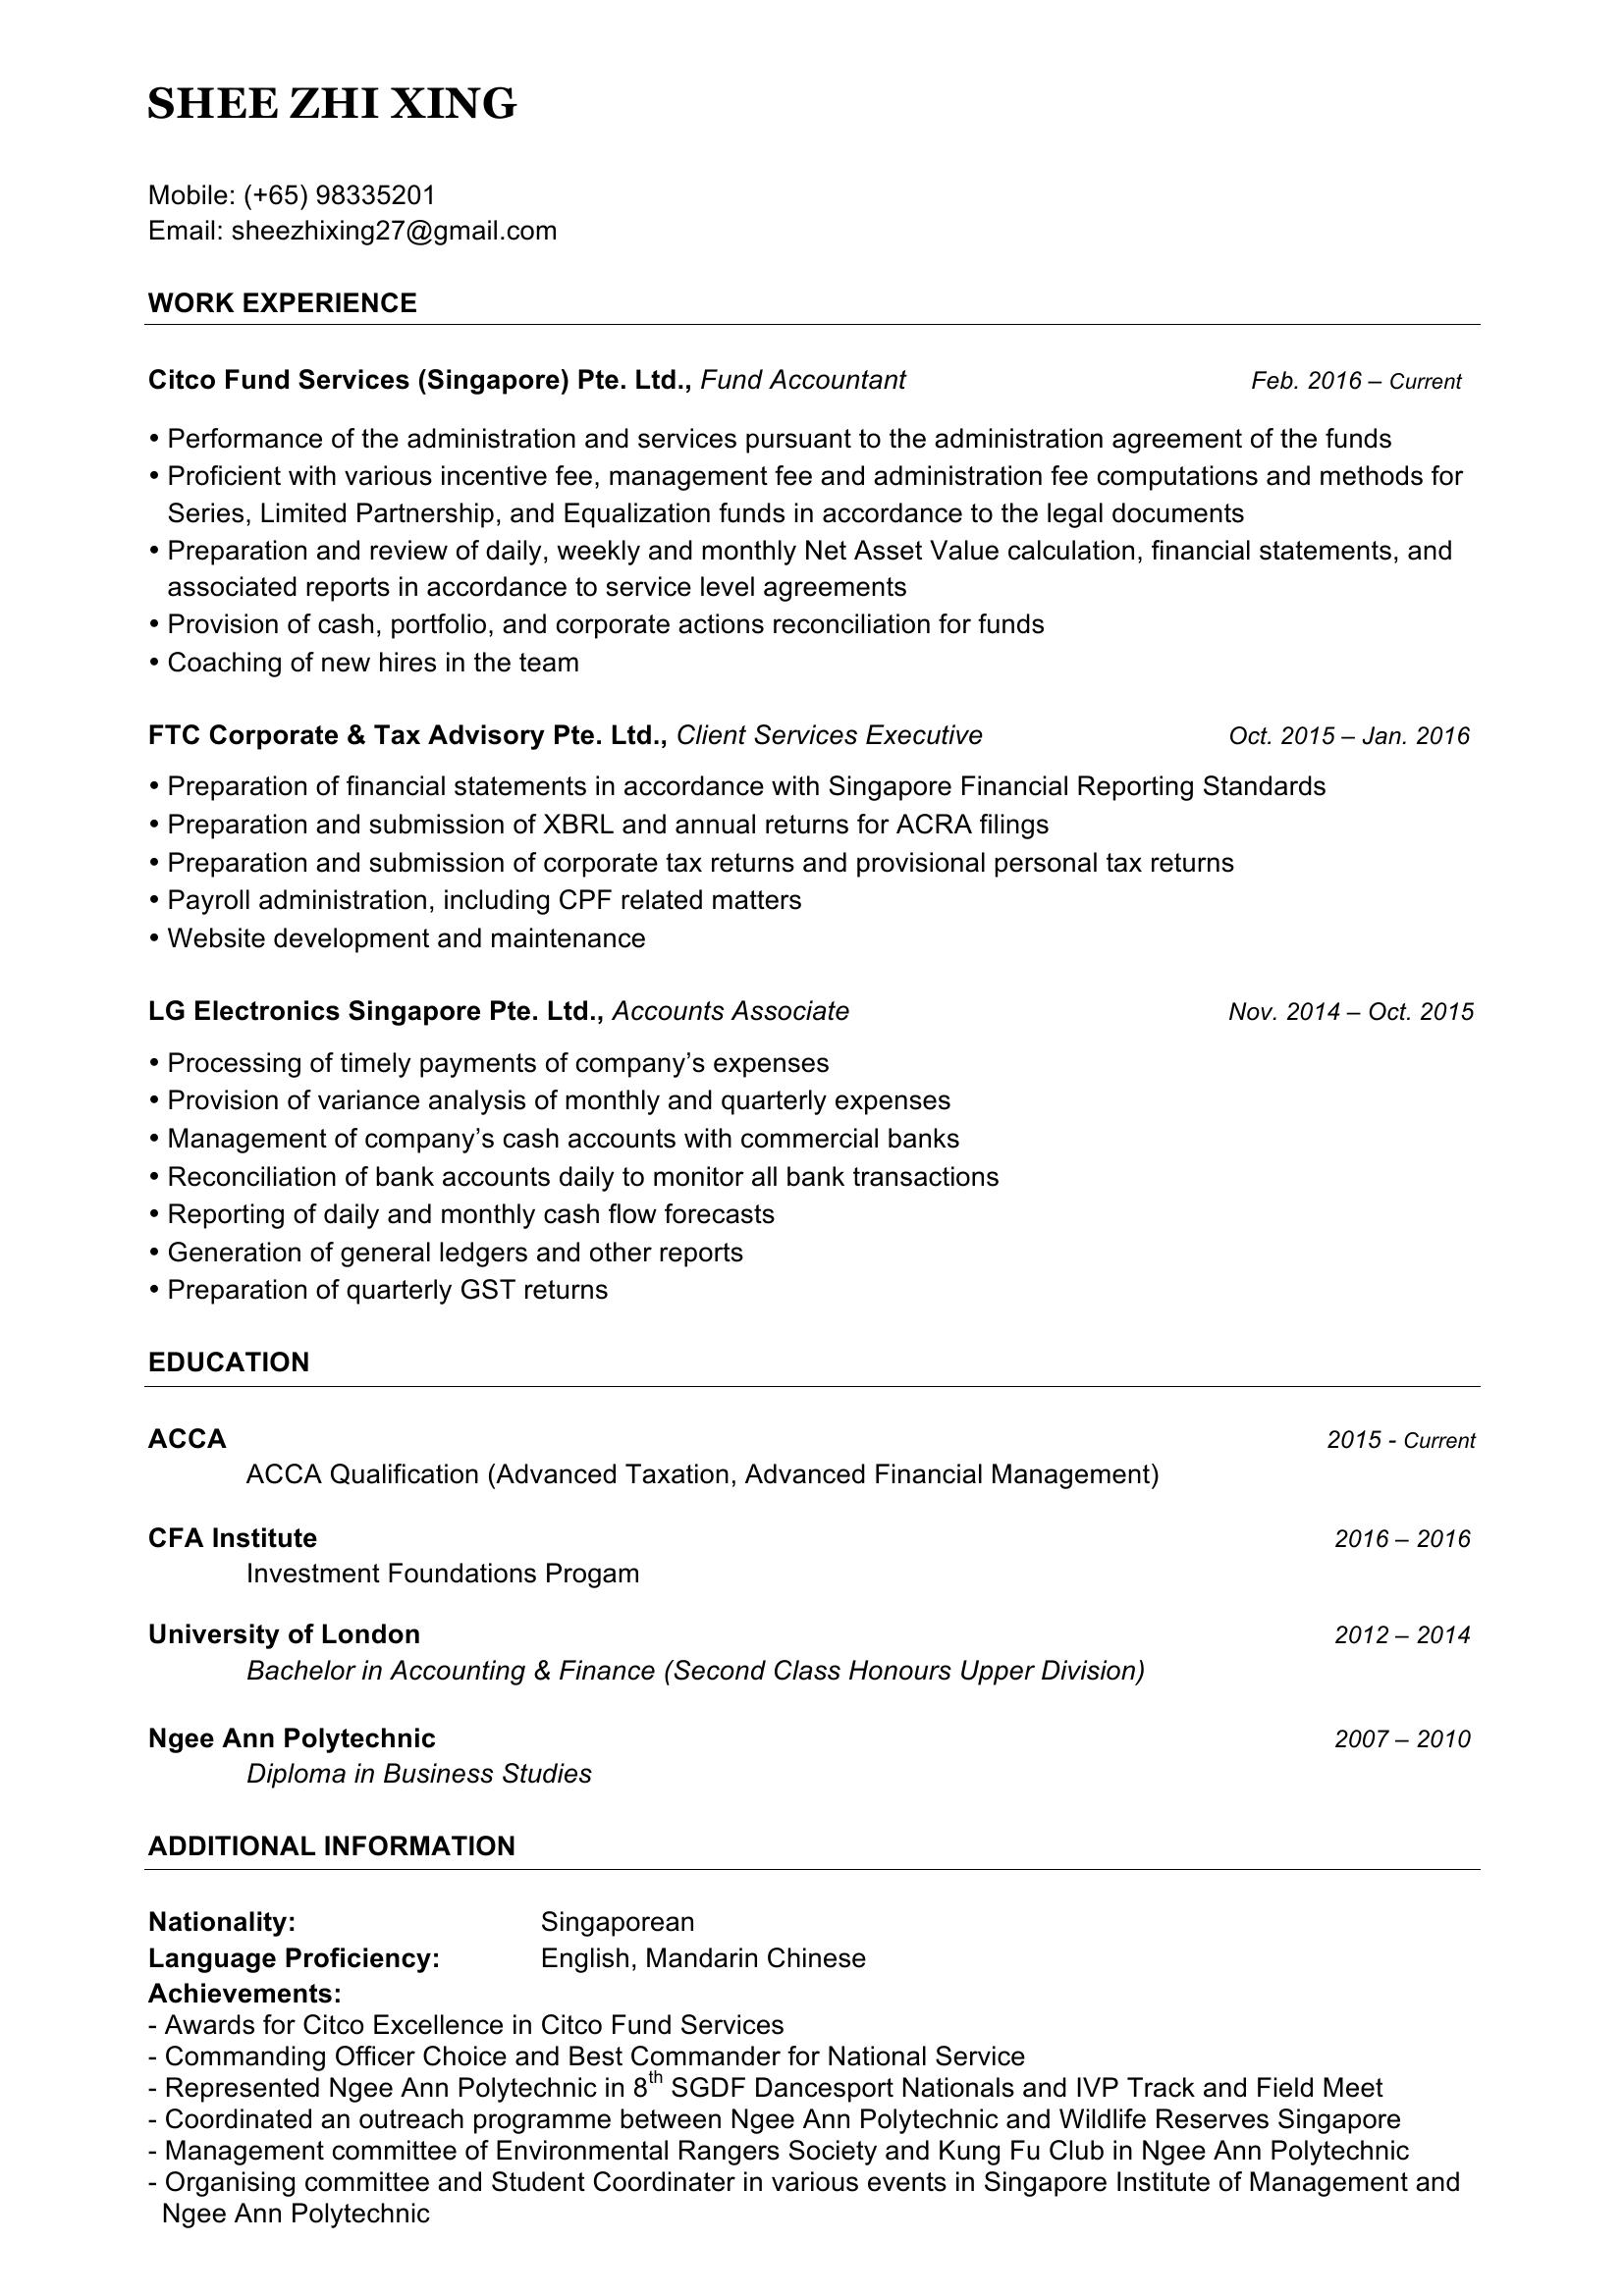 SHEE ZHI XING
Mobile: (+65) 98335201
Email: sheezhixing27@gmail.com
WORK EXPERIENCE
Citco Fund Services (Singapore) Pte. Ltd., Fund Accountant Feb. 2016 – Current
• Performance of the administration and services pursuant to the administration agreement of the funds
• Proficient with various incentive fee, management fee and administration fee computations and methods for
Series, Limited Partnership, and Equalization funds in accordance to the legal documents
• Preparation and review of daily, weekly and monthly Net Asset Value calculation, financial statements, and
associated reports in accordance to service level agreements
• Provision of cash, portfolio, and corporate actions reconciliation for funds
• Coaching of new hires in the team
FTC Corporate & Tax Advisory Pte. Ltd., Client Services Executive Oct. 2015 – Jan. 2016
• Preparation of financial statements in accordance with Singapore Financial Reporting Standards
• Preparation and submission of XBRL and annual returns for ACRA filings
• Preparation and submission of corporate tax returns and provisional personal tax returns
• Payroll administration, including CPF related matters
• Website development and maintenance
LG Electronics Singapore Pte. Ltd., Accounts Associate Nov. 2014 – Oct. 2015
• Processing of timely payments of company’s expenses
• Provision of variance analysis of monthly and quarterly expenses
• Management of company’s cash accounts with commercial banks
• Reconciliation of bank accounts daily to monitor all bank transactions
• Reporting of daily and monthly cash flow forecasts
• Generation of general ledgers and other reports
• Preparation of quarterly GST returns
EDUCATION
ACCA 2015 - Current
ACCA Qualification (Advanced Taxation, Advanced Financial Management)
CFA Institute 2016 – 2016
Investment Foundations Progam
University of London 2012 – 2014
Bachelor in Accounting & Finance (Second Class Honours Upper Division)
Ngee Ann Polytechnic 2007 – 2010
Diploma in Business Studies
ADDITIONAL INFORMATION
Nationality: Singaporean
Language Proficiency: English, Mandarin Chinese
Achievements:
- Awards for Citco Excellence in Citco Fund Services
- Commanding Officer Choice and Best Commander for National Service
- Represented Ngee Ann Polytechnic in 8th SGDF Dancesport Nationals and IVP Track and Field Meet
- Coordinated an outreach programme between Ngee Ann Polytechnic and Wildlife Reserves Singapore
- Management committee of Environmental Rangers Society and Kung Fu Club in Ngee Ann Polytechnic
- Organising committee and Student Coordinater in various events in Singapore Institute of Management and
Ngee Ann Polytechnic